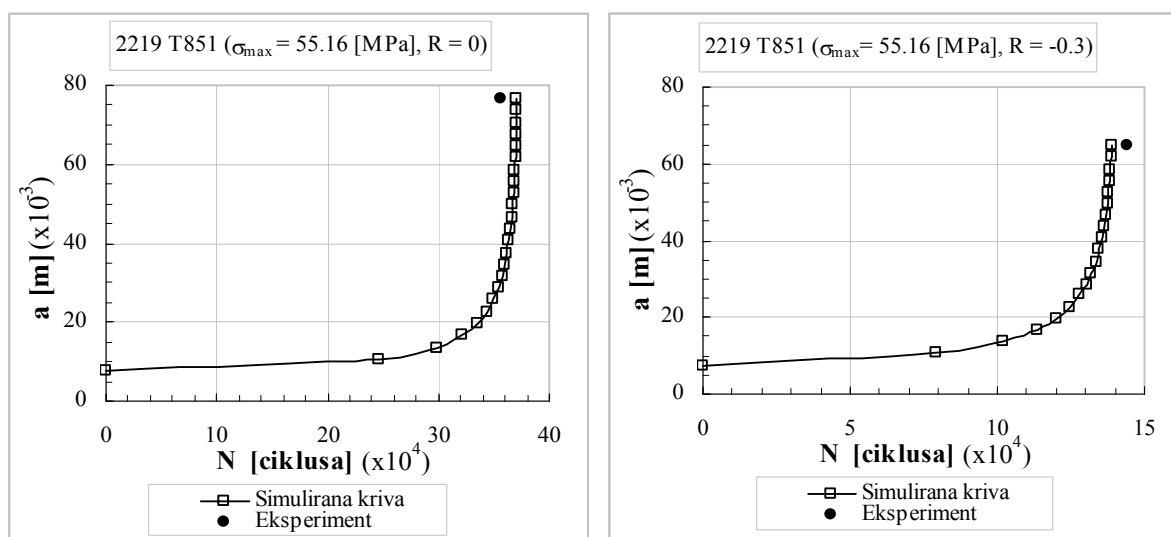 2219 T851 (σmax = 55.16 [MPa], R = 0)
80
60
40
20
0
a [m] (x10⁻³)
0 10 20 30 40
N [ciklusa] (x10⁴)
Simulirana kriva
Eksperiment
2219 T851 (σmax= 55.16 [MPa], R = -0.3)
80
60
40
20
0
a [m] (x10⁻³)
0 5 10 15
N [ciklusa] (x10⁴)
Simulirana kriva
Eksperiment